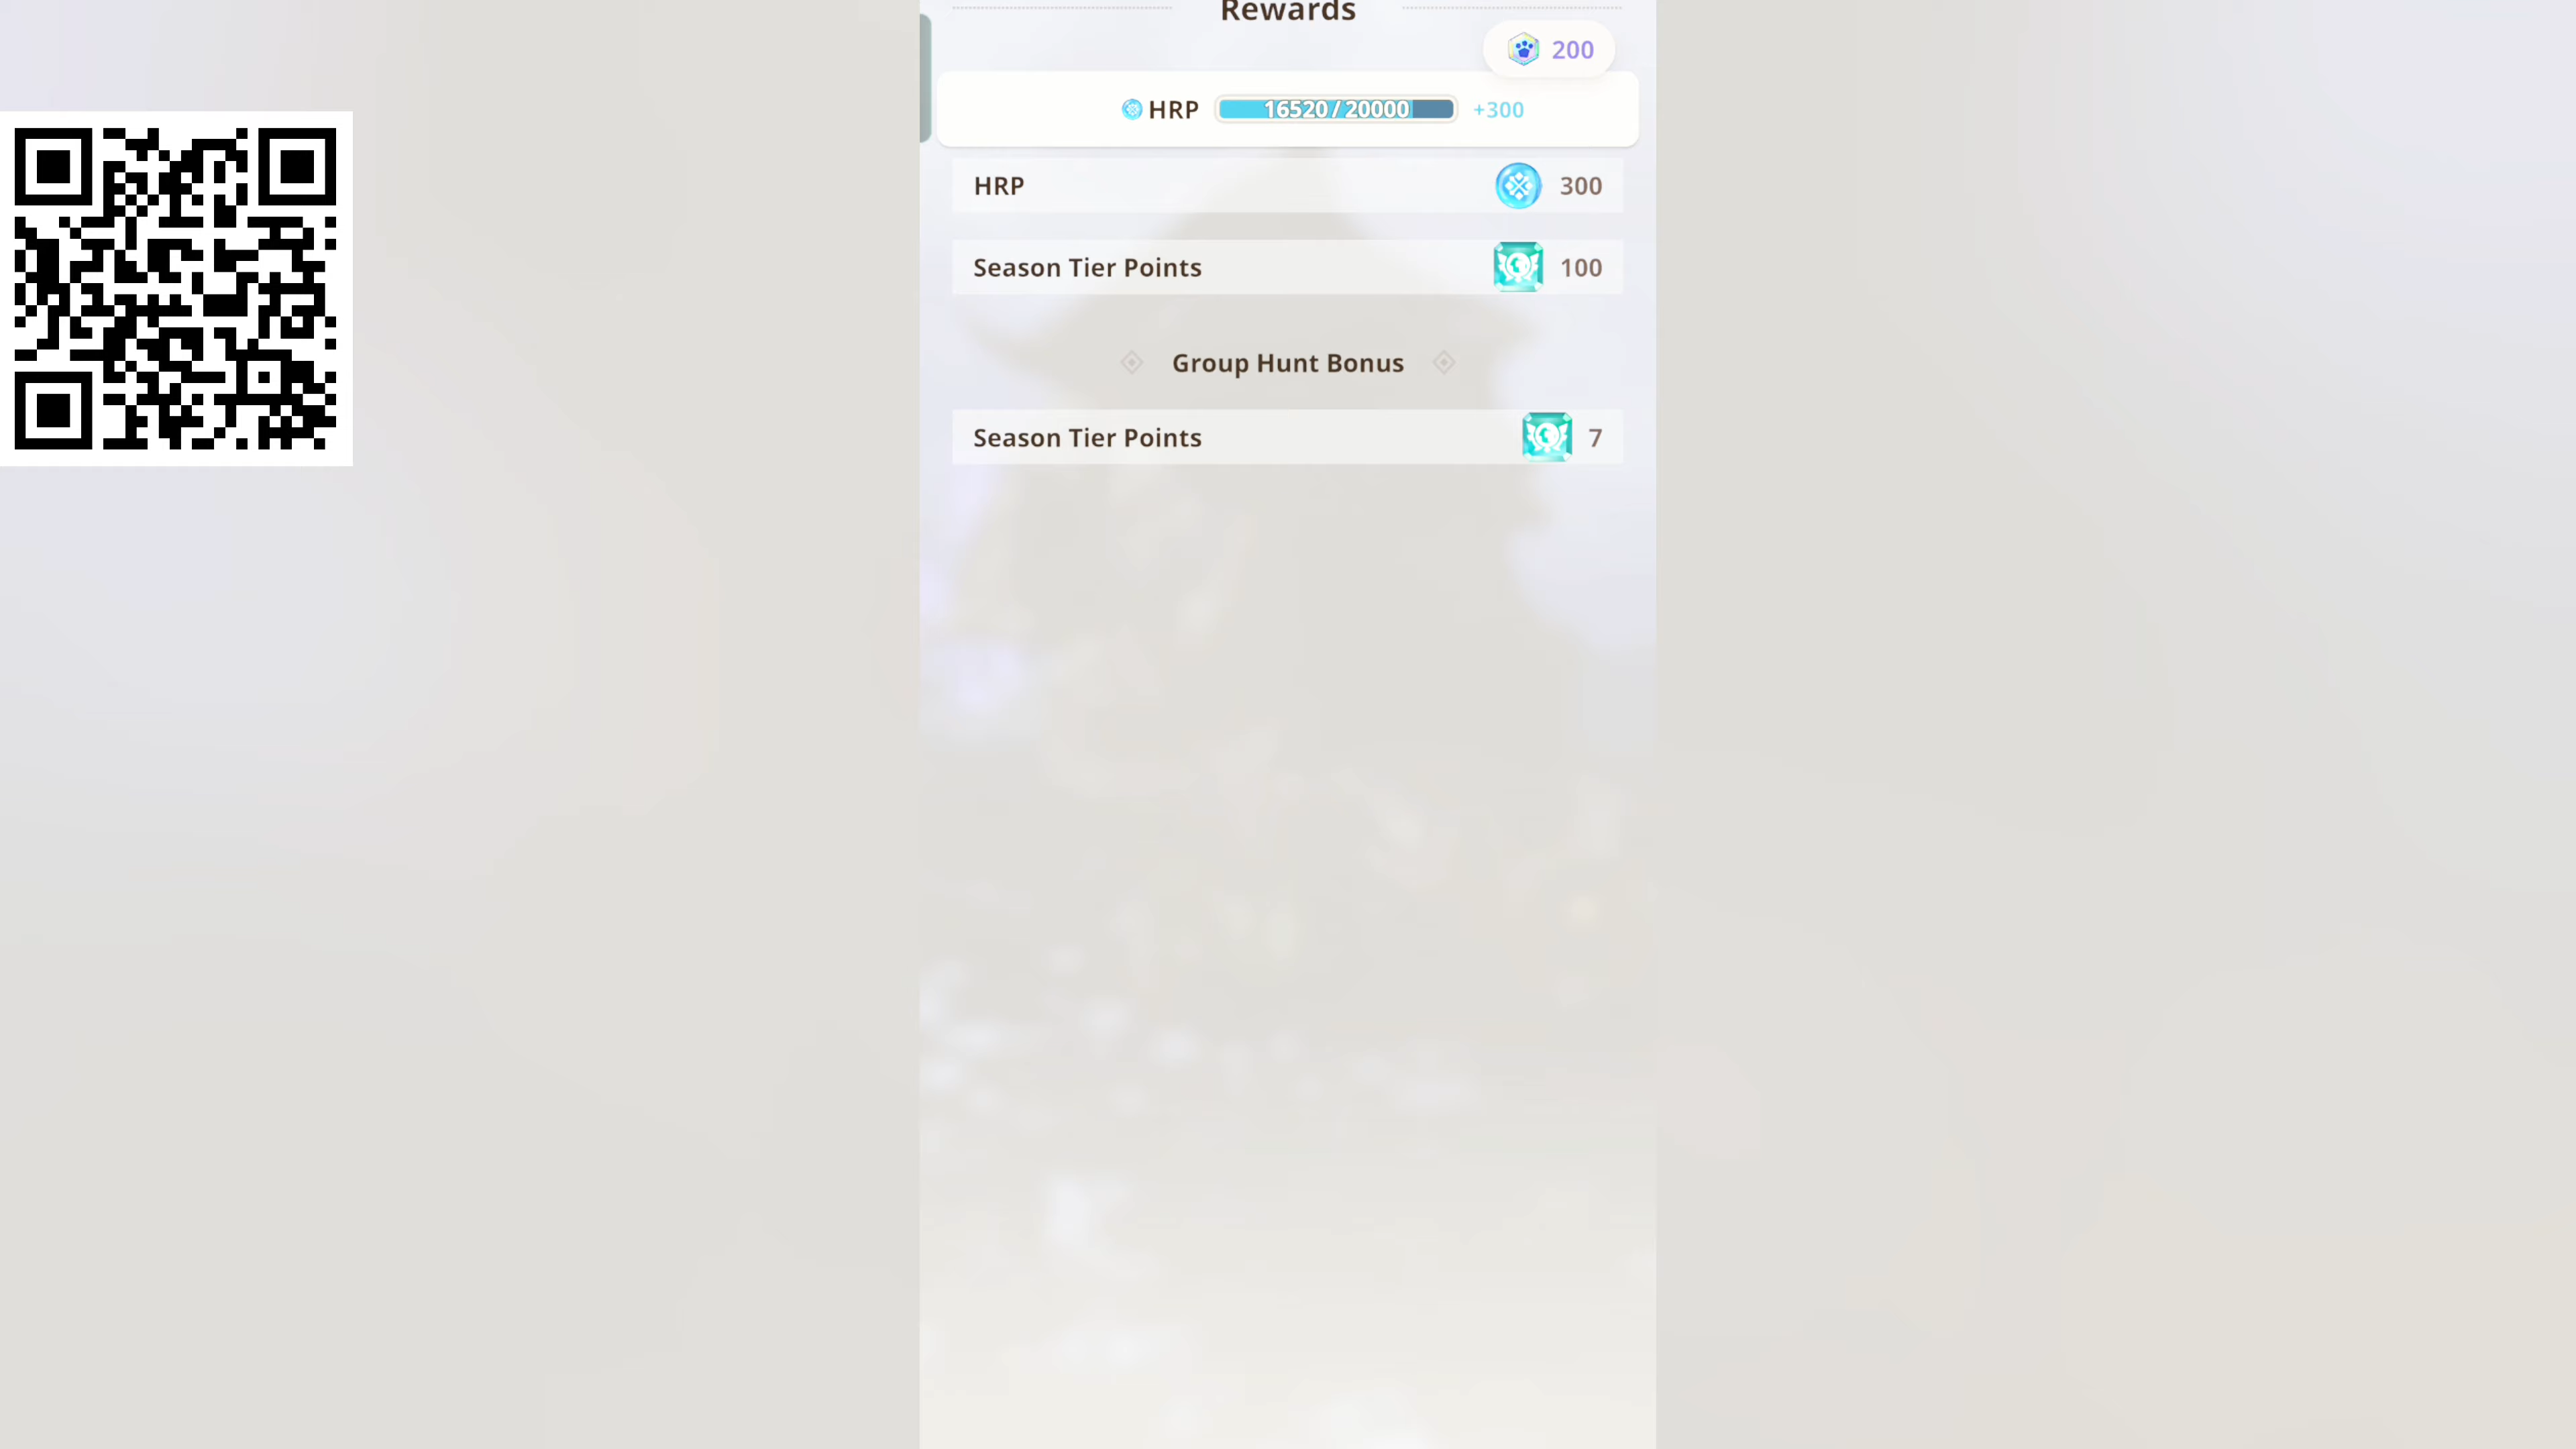 Rewards
200
HRP 16520/20000 +300
HRP 300
Season Tier Points 100
Group Hunt Bonus
Season Tier Points 7